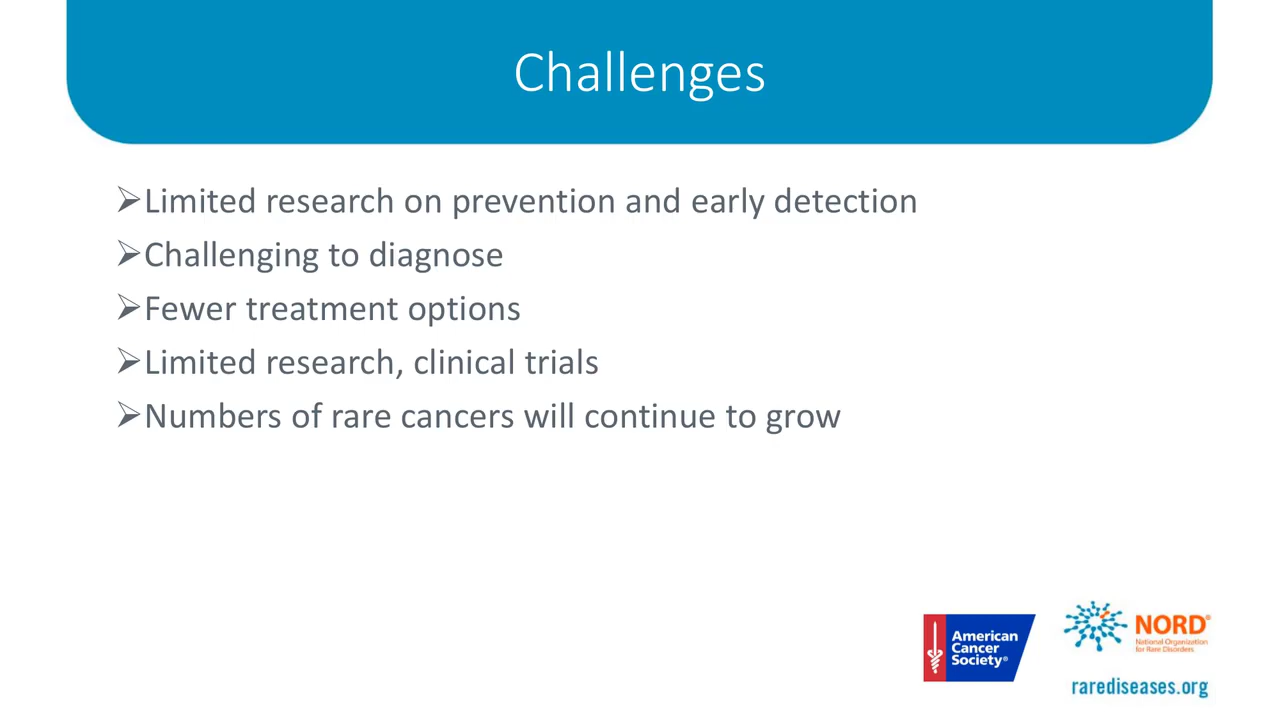 Challenges
➢Limited research on prevention and early detection
➢Challenging to diagnose
➢Fewer treatment options
➢Limited research, clinical trials
➢Numbers of rare cancers will continue to grow
American
Cancer
Society®
NORD®
National Organization
for Rare Disorders
rarediseases.org